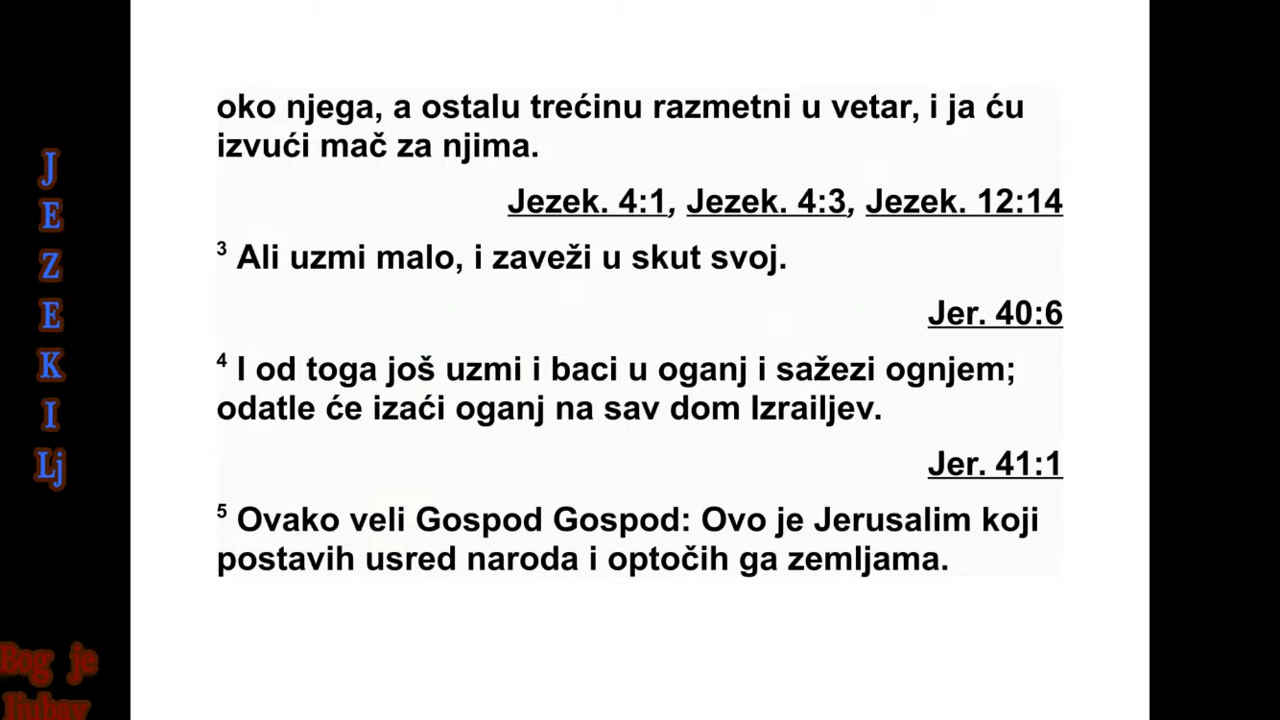 oko njega, a ostalu trećinu razmetni u vetar, i ja ću
izvući mač za njima.
Jezek. 4:1, Jezek. 4:3, Jezek. 12:14
3 Ali uzmi malo, i zaveži u skut svoj.
Jer. 40:6
4 I od toga još uzmi i baci u oganj i sažezi ognjem;
odatle će izaći oganj na sav dom Izrailjev.
Jer. 41:1
5 Ovako veli Gospod Gospod: Ovo je Jerusalim koji
postavih usred naroda i optočih ga zemljama.
J
E
Z
E
K
I
Lj
Bog je
ljubav